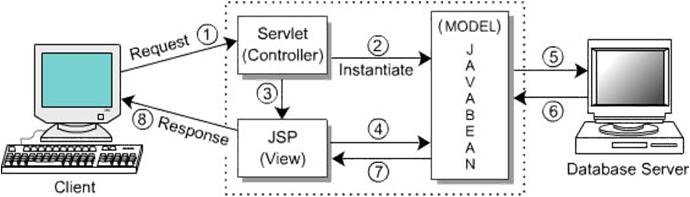 Request 1
Servlet
(Controller)
2
Instantiate
(MODEL)
J
A
V
A
B
E
A
N
3
4
5
6
7
8 Response
JSP
(View)
Client
Database Server